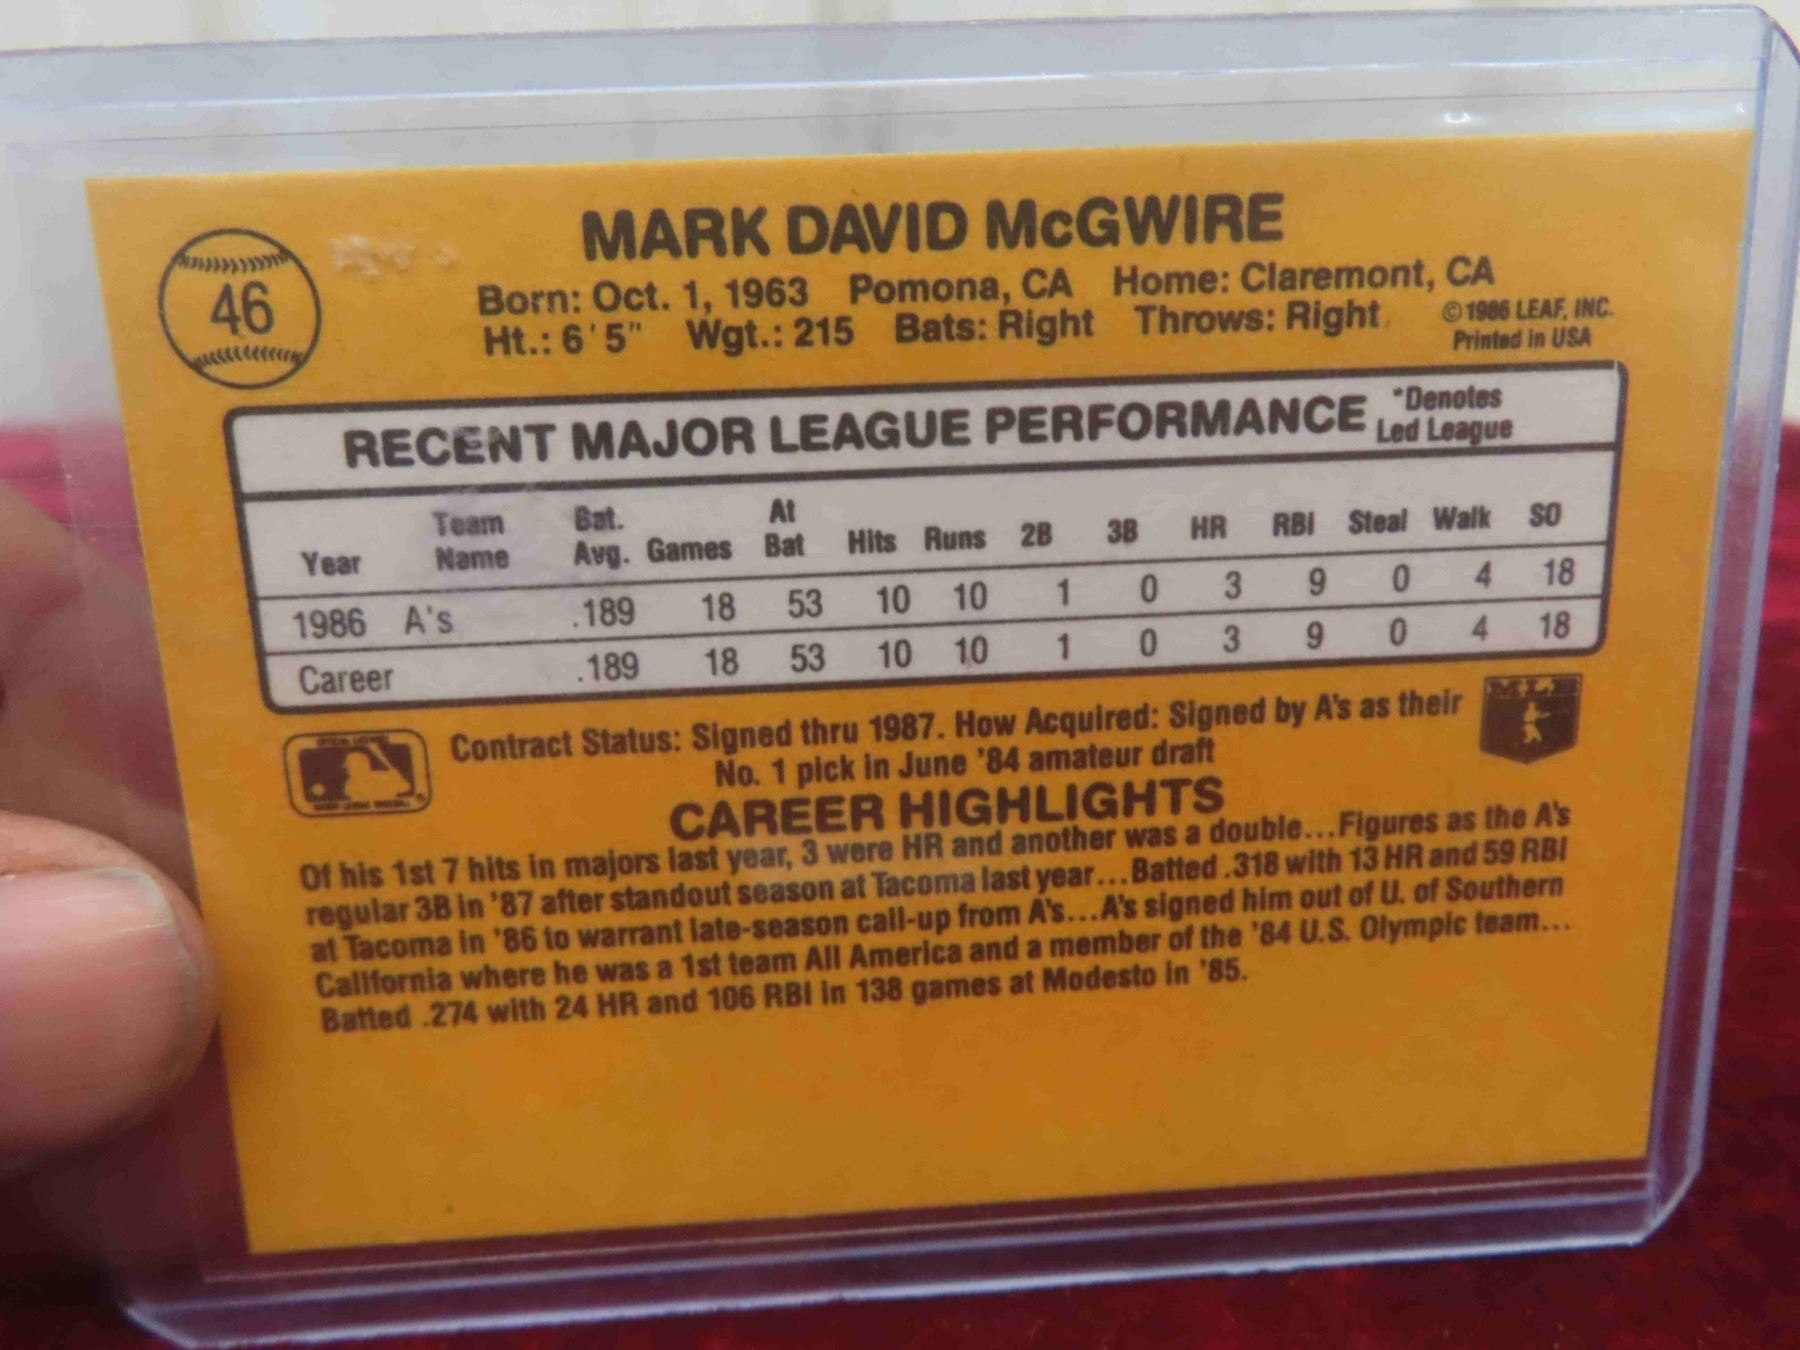 MARK DAVID McGWIRE
46
Born: Oct. 1, 1963 Pomona, CA Home: Claremont, CA
Ht.: 6'5" Wgt.: 215 Bats: Right Throws: Right
©1986 LEAF, INC.
Printed in USA
RECENT MAJOR LEAGUE PERFORMANCE
*Denotes
Led League
Year Team Name Bat. Avg. Games At Bat Hits Runs 2B 3B HR RBI Steal Walk SO
1986 A's .189 18 53 10 10 1 0 3 9 0 4 18
Career .189 18 53 10 10 1 0 3 9 0 4 18
Contract Status: Signed thru 1987. How Acquired: Signed by A's as their
No. 1 pick in June '84 amateur draft
CAREER HIGHLIGHTS
Of his 1st 7 hits in majors last year, 3 were HR and another was a double...Figures as the A's
regular 3B in '87 after standout season at Tacoma last year...Batted .318 with 13 HR and 59 RBI
at Tacoma in '86 to warrant late-season call-up from A's...A's signed him out of U. of Southern
California where he was a 1st team All America and a member of the '84 U.S. Olympic team...
Batted .274 with 24 HR and 106 RBI in 138 games at Modesto in '85.